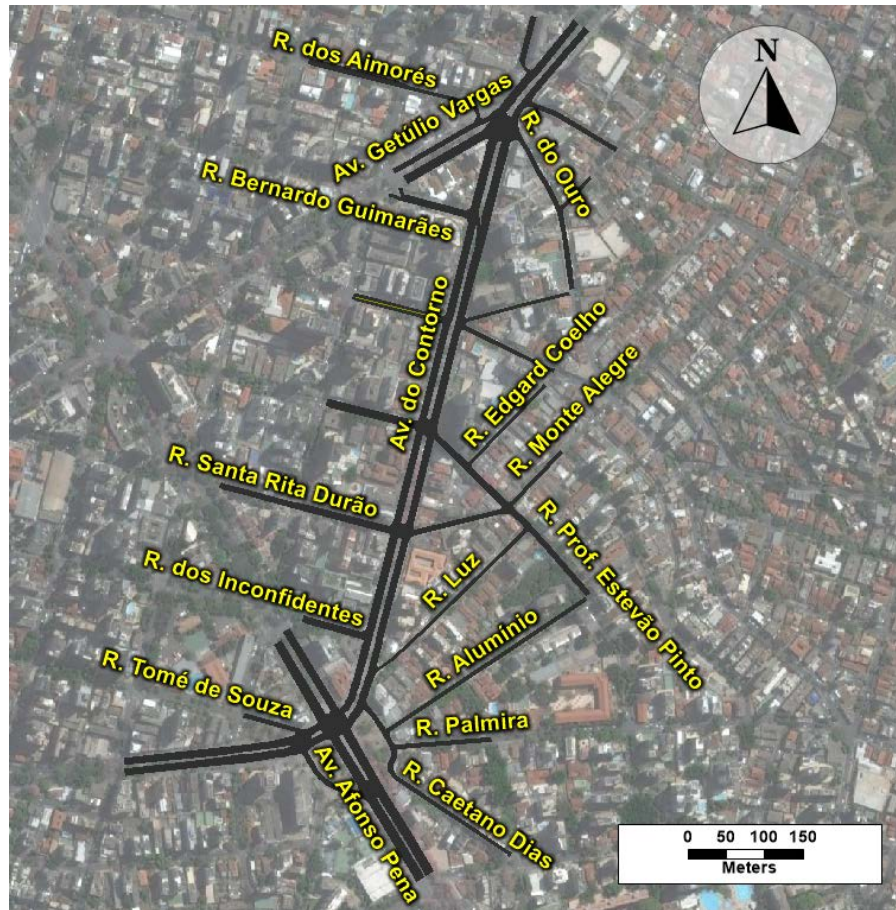 R. dos Aimorés
N
Av. Getúlio Vargas
R. do Ouro
R. Bernardo Guimarães
Av. do Contorno
R. Edgard Coelho
R. Monte Alegre
R. Santa Rita Durão
R. Prof. Estevão Pinto
R. Luz
R. dos Inconfidentes
R. Alumínio
R. Tomé de Souza
R. Palmira
Av. Afonso Pena
R. Caetano Dias
0 50 100 150
Meters